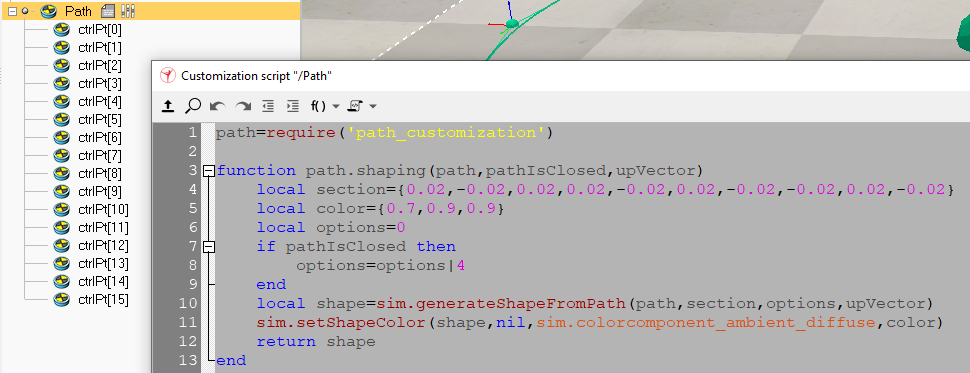 Path
ctrlPt[0]
ctrlPt[1]
ctrlPt[2]
ctrlPt[3]
ctrlPt[4]
ctrlPt[5]
ctrlPt[6]
ctrlPt[7]
ctrlPt[8]
ctrlPt[9]
ctrlPt[10]
ctrlPt[11]
ctrlPt[12]
ctrlPt[13]
ctrlPt[14]
ctrlPt[15]
Customization script "/Path"
f()
1 path=require('path_customization')
2
3 function path.shaping(path,pathIsClosed,upVector)
4     local section={0.02,-0.02,0.02,0.02,-0.02,0.02,-0.02,-0.02,0.02,-0.02}
5     local color={0.7,0.9,0.9}
6     local options=0
7     if pathIsClosed then
8         options=options|4
9     end
10     local shape=sim.generateShapeFromPath(path,section,options,upVector)
11     sim.setShapeColor(shape,nil,sim.colorcomponent_ambient_diffuse,color)
12     return shape
13 end